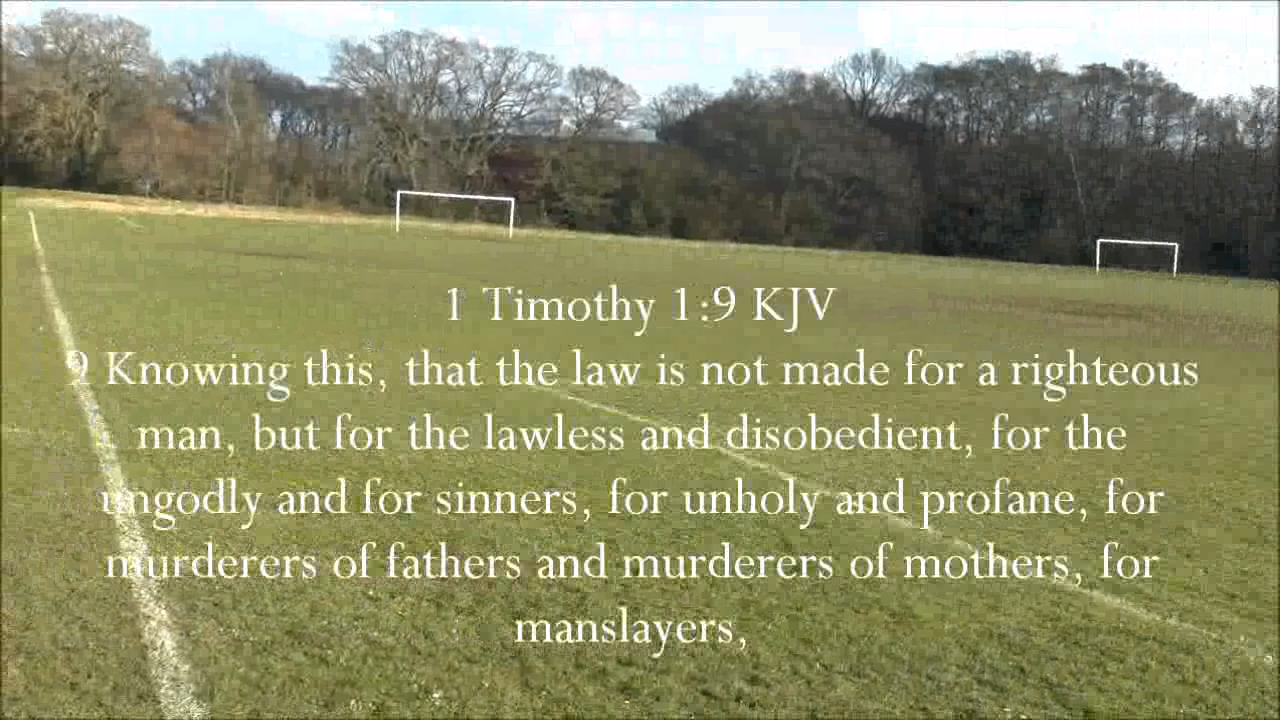 1 Timothy 1:9 KJV
9 Knowing this, that the law is not made for a righteous
man, but for the lawless and disobedient, for the
ungodly and for sinners, for unholy and profane, for
murderers of fathers and murderers of mothers, for
manslayers,